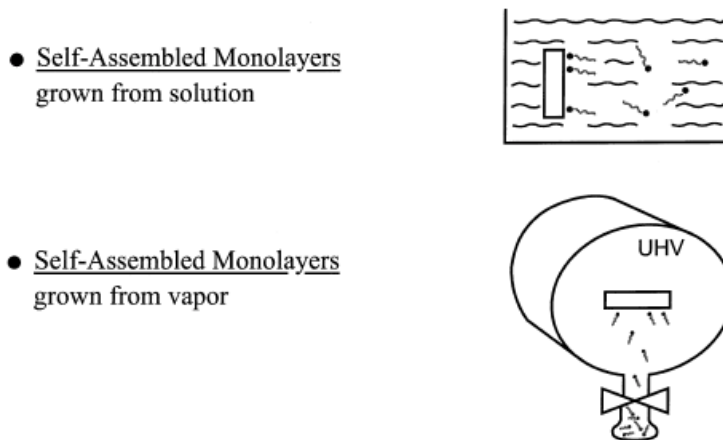 ● Self-Assembled Monolayers
grown from solution
UHV
● Self-Assembled Monolayers
grown from vapor